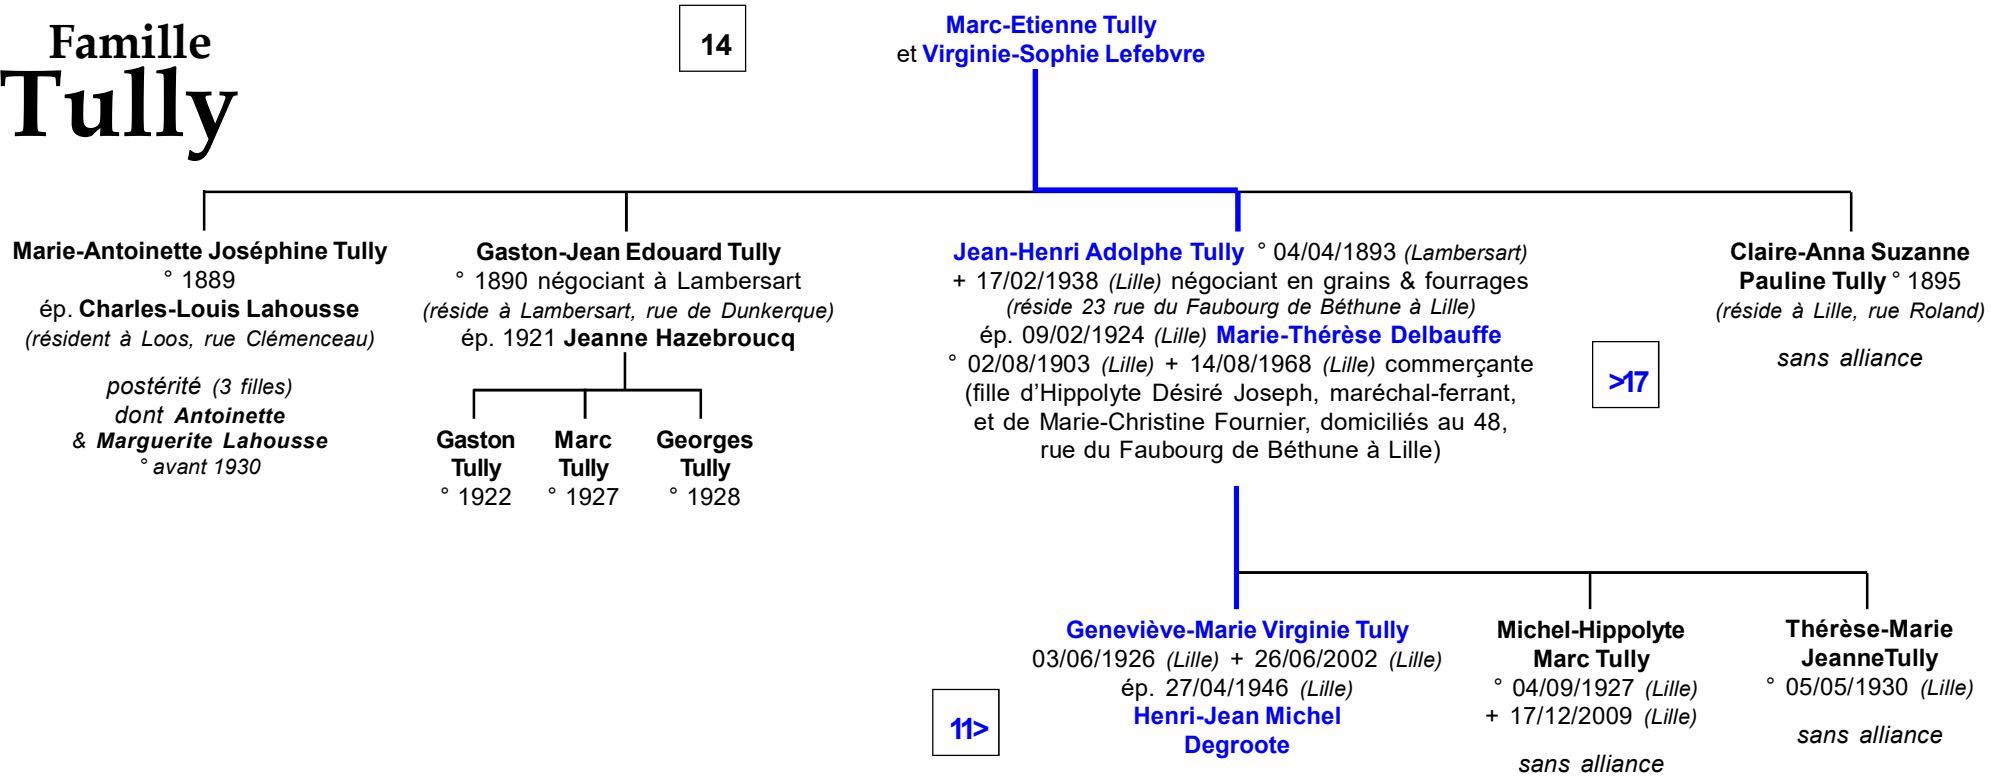 Famille
Tully
14
Marc-Etienne Tully
et Virginie-Sophie Lefebvre
Marie-Antoinette Joséphine Tully
° 1889
ép. Charles-Louis Lahousse
(résident à Loos, rue Clémenceau)
postérité (3 filles)
dont Antoinette
& Marguerite Lahousse
° avant 1930
Gaston-Jean Edouard Tully
° 1890 négociant à Lambersart
(réside à Lambersart, rue de Dunkerque)
ép. 1921 Jeanne Hazebroucq
Gaston
Tully
° 1922
Marc
Tully
° 1927
Georges
Tully
° 1928
Jean-Henri Adolphe Tully ° 04/04/1893 (Lambersart)
+ 17/02/1938 (Lille) négociant en grains & fourrages
(réside 23 rue du Faubourg de Béthune à Lille)
ép. 09/02/1924 (Lille) Marie-Thérèse Delbauffe
° 02/08/1903 (Lille) + 14/08/1968 (Lille) commerçante
(fille d'Hippolyte Désiré Joseph, maréchal-ferrant,
et de Marie-Christine Fournier, domiciliés au 48,
rue du Faubourg de Béthune à Lille)
>17
Claire-Anna Suzanne
Pauline Tully ° 1895
(réside à Lille, rue Roland)
sans alliance
11>
Geneviève-Marie Virginie Tully
03/06/1926 (Lille) + 26/06/2002 (Lille)
ép. 27/04/1946 (Lille)
Henri-Jean Michel
Degroote
Michel-Hippolyte
Marc Tully
° 04/09/1927 (Lille)
+ 17/12/2009 (Lille)
sans alliance
Thérèse-Marie
JeanneTully
° 05/05/1930 (Lille)
sans alliance